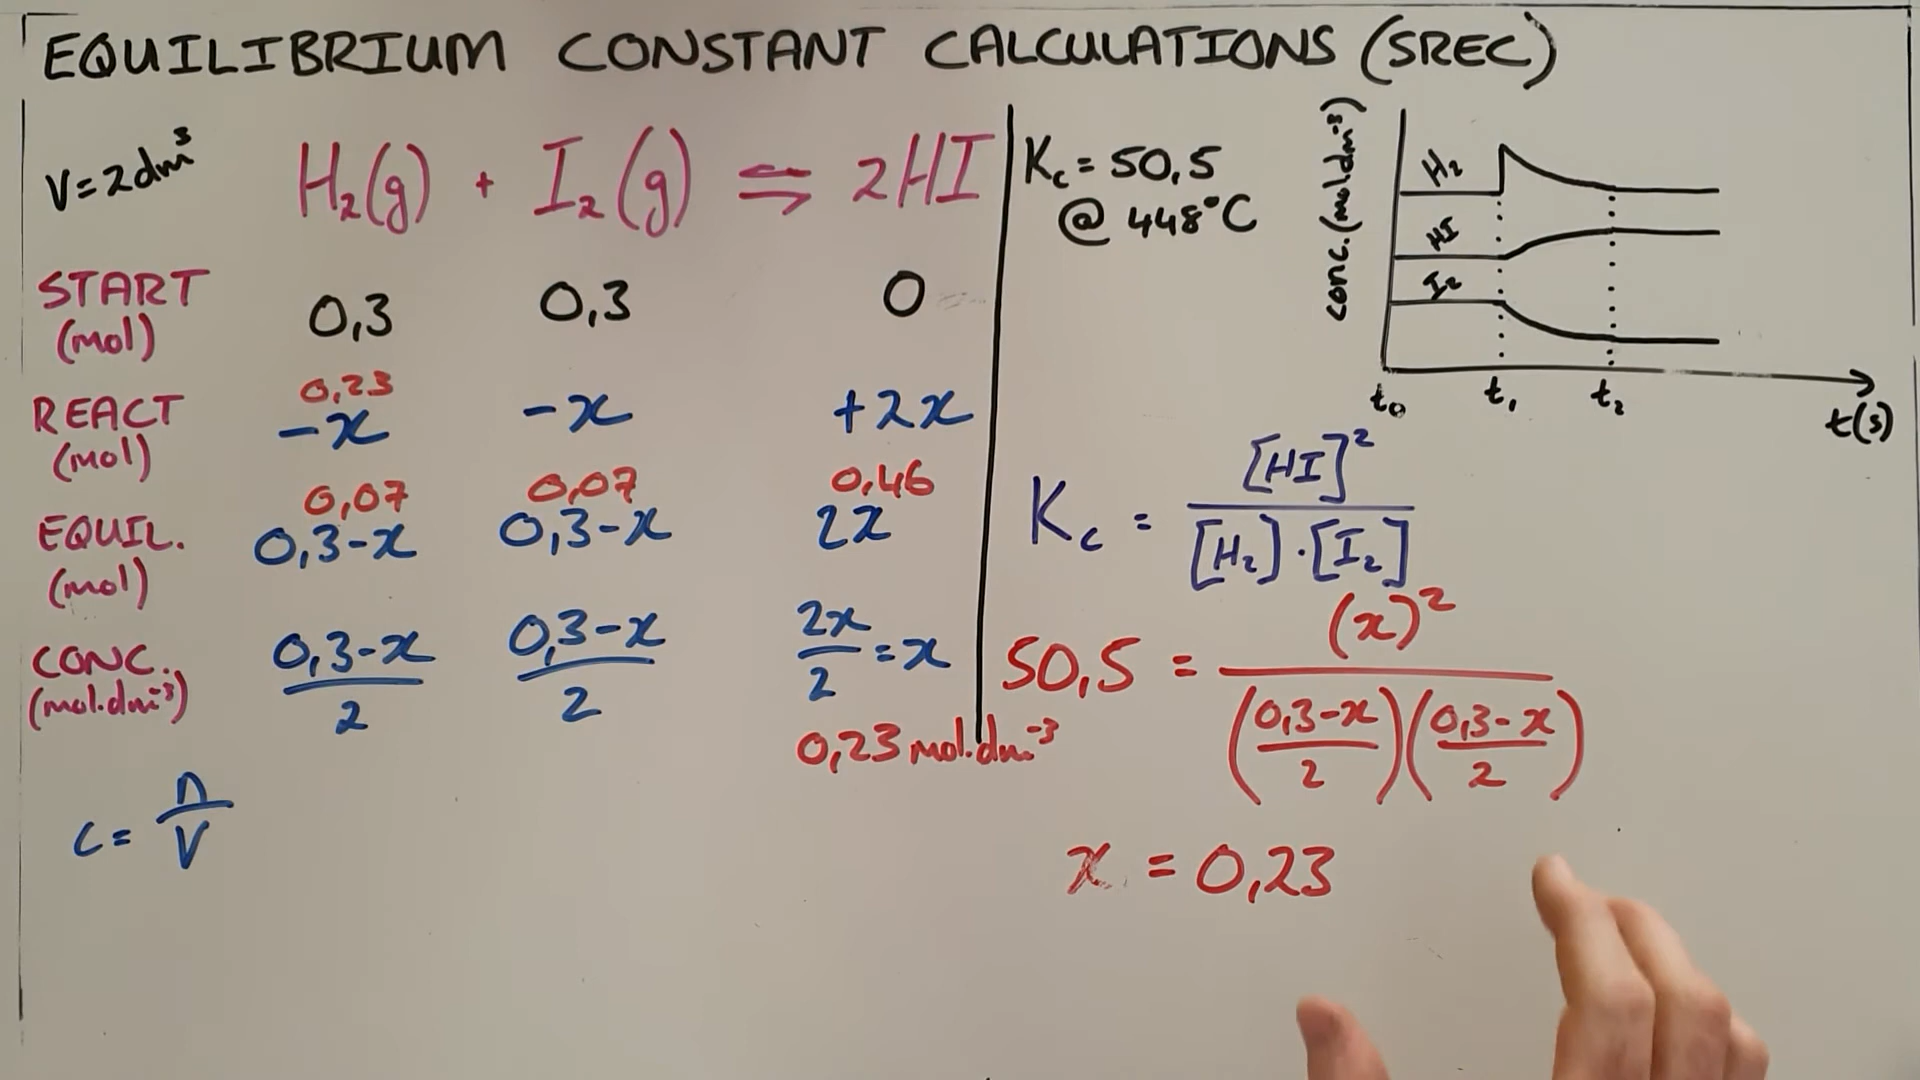 EQUILIBRIUM CONSTANT CALCULATIONS (SREC)
V=2dm³
H₂(g) + I₂(g) ⇌ 2HI
START (mol) 0,3 0,3 0
REACT (mol) 0,23 -x -x +2x
0,07 0,07 0,46
EQUIL. (mol) 0,3-x 0,3-x 2x
CONC. (mol.dm⁻³) 0,3-x/2 0,3-x/2 2x/2 = x
0,23 mol.dm⁻³
c = n/V
Kc = 50,5
@ 448°C
conc.(mol.dm⁻³)
H₂
HI
I₂
t₀ t₁ t₂
t(s)
Kc = [HI]²/[H₂].[I₂]
50,5 = (x)²/(0,3-x/2)(0,3-x/2)
x = 0,23